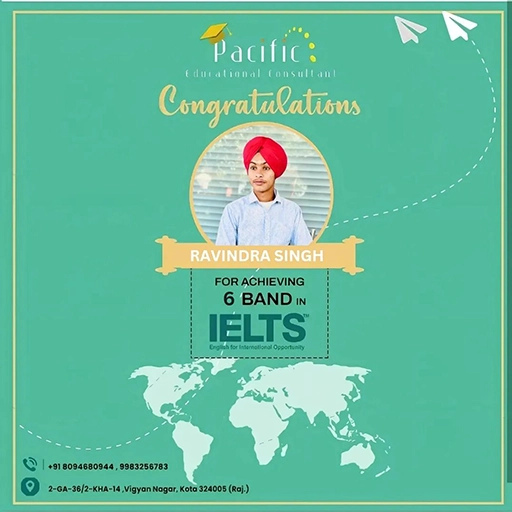 Pacific
Educational Consultant
Congratulations
RAVINDRA SINGH
FOR ACHIEVING
6 BAND IN
IELTS™
English for International Opportunity
+91 8094680944 , 9983256783
2-GA-36/2-KHA-14 ,Vigyan Nagar, Kota 324005 (Raj.)